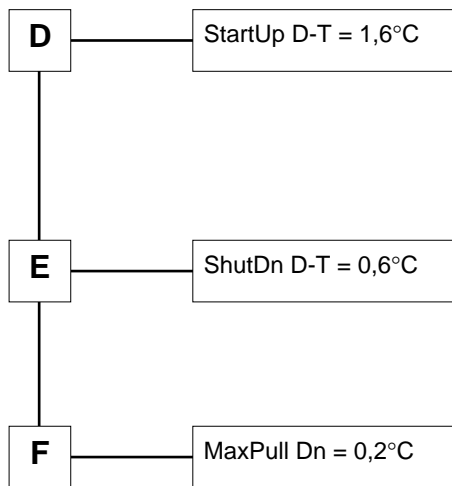 D
StartUp D-T = 1,6°C
E
ShutDn D-T = 0,6°C
F
MaxPull Dn = 0,2°C